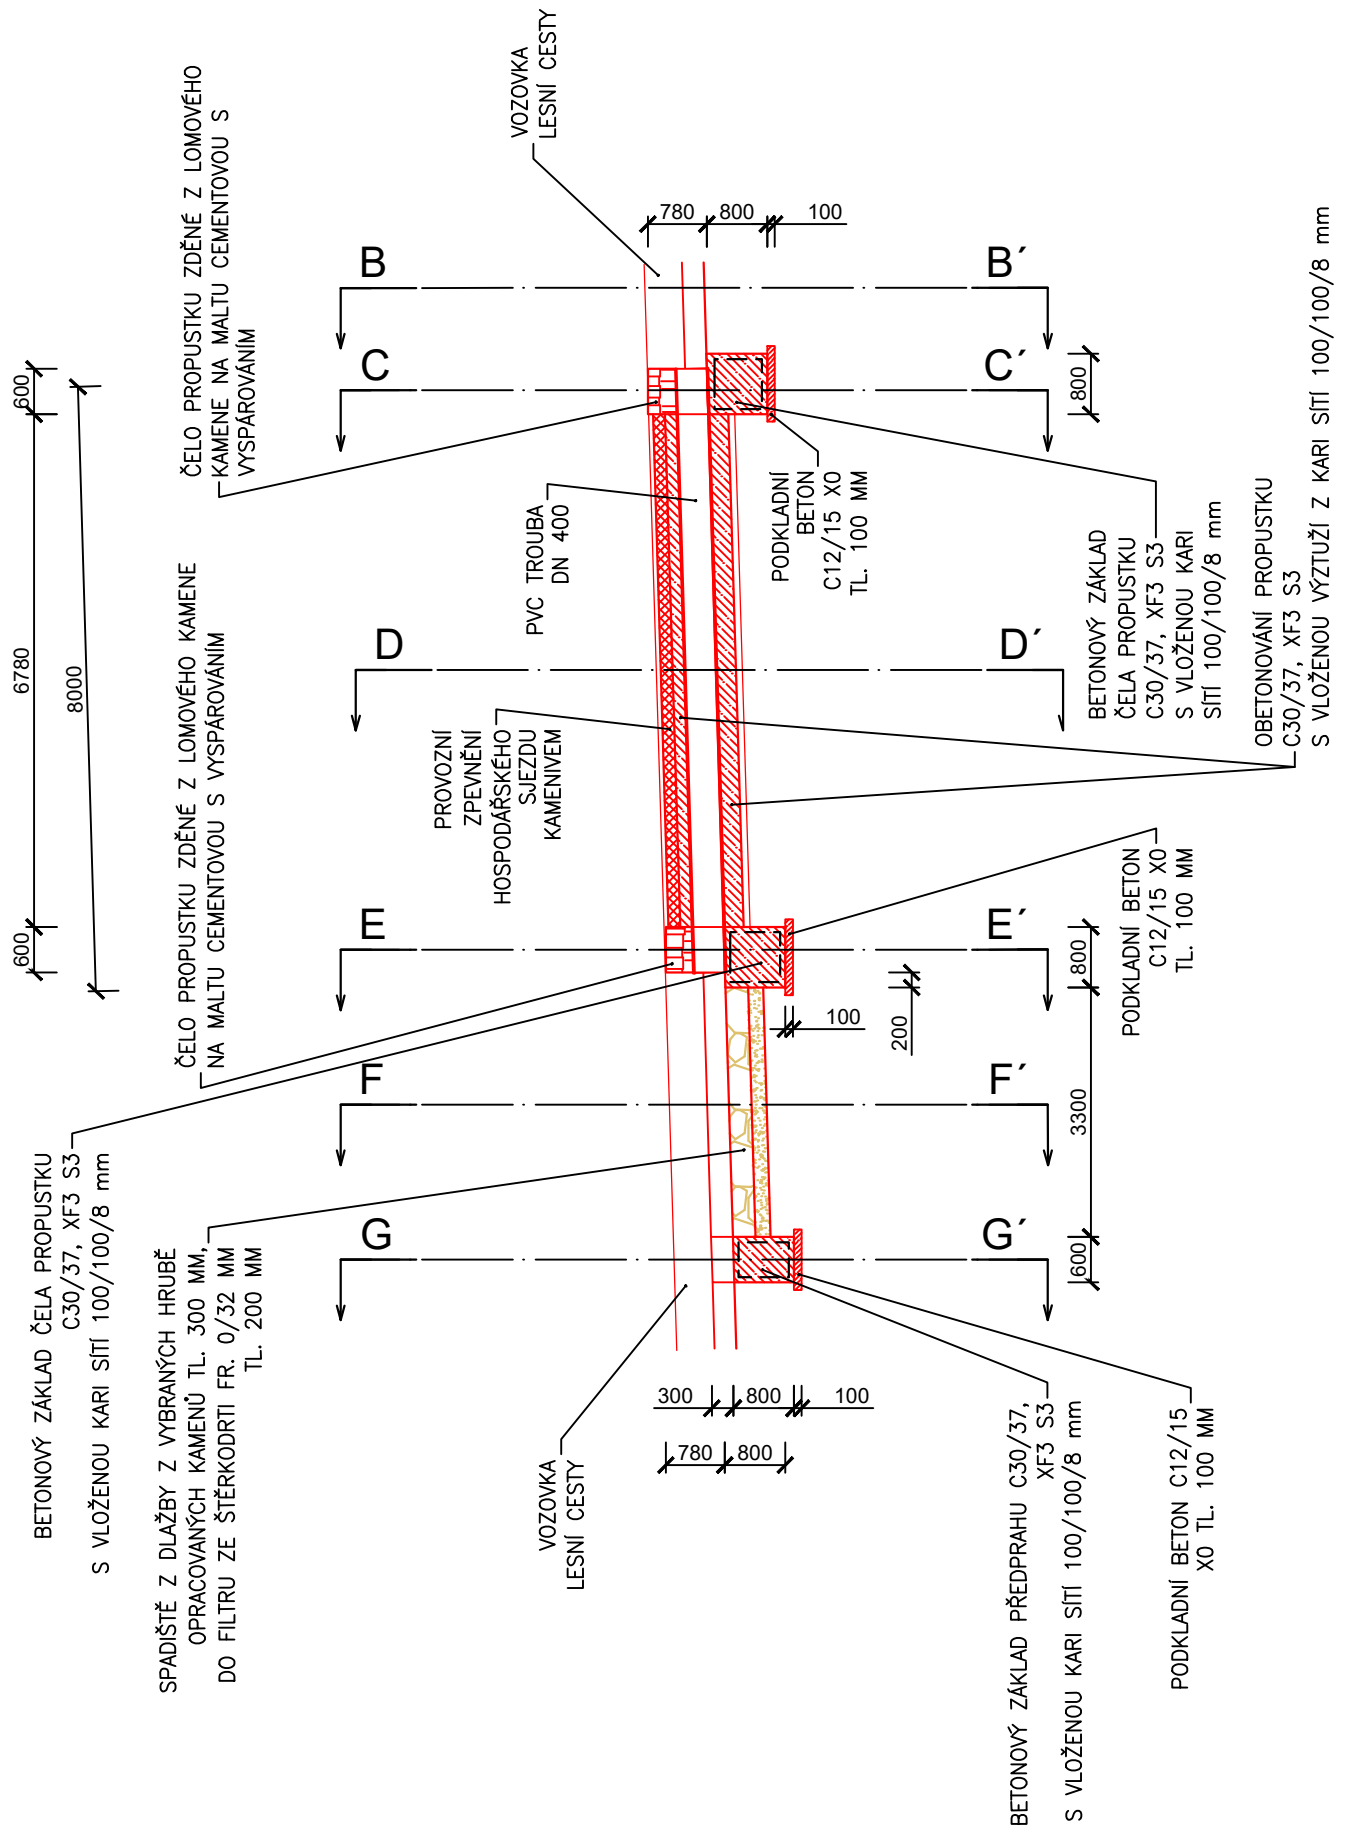 VOZOVKA
LESNÍ CESTY
ČELO PROPUSTKU ZDĚNÉ Z LOMOVÉHO
KAMENE NA MALTU CEMENTOVOU S
VYSPÁROVÁNÍM
780
800
100
B
B´
C
C´
600
6780
600
8000
800
PVC TROUBA
DN 400
PODKLADNÍ
BETON
C12/15 X0
TL. 100 MM
BETONOVÝ ZÁKLAD
ČELA PROPUSTKU
C30/37, XF3 S3
S VLOŽENOU KARI
SÍTÍ 100/100/8 mm
OBETONOVÁNÍ PROPUSTKU
C30/37, XF3 S3
S VLOŽENOU VÝZTUŽÍ Z KARI SÍTÍ 100/100/8 mm
D
D´
ČELO PROPUSTKU ZDĚNÉ Z LOMOVÉHO KAMENE
NA MALTU CEMENTOVOU S VYSPÁROVÁNÍM
PROVOZNÍ
ZPEVNĚNÍ
HOSPODÁŘSKÉHO
SJEZDU
KAMENIVEM
PODKLADNÍ BETON
C12/15 X0
TL. 100 MM
E
E´
800
100
200
3300
F
F´
BETONOVÝ ZÁKLAD ČELA PROPUSTKU
C30/37, XF3 S3
S VLOŽENOU KARI SÍTÍ 100/100/8 mm
SPADIŠTĚ Z DLAŽBY Z VYBRANÝCH HRUBĚ
OPRACOVANÝCH KAMENŮ TL. 300 MM,
DO FILTRU ZE ŠTĚRKODRTI FR. 0/32 MM
TL. 200 MM
G
G´
600
300
800
100
780
800
VOZOVKA
LESNÍ CESTY
BETONOVÝ ZÁKLAD PŘEDPRAHU C30/37,
XF3 S3
S VLOŽENOU KARI SÍTÍ 100/100/8 mm
PODKLADNÍ BETON C12/15
X0 TL. 100 MM